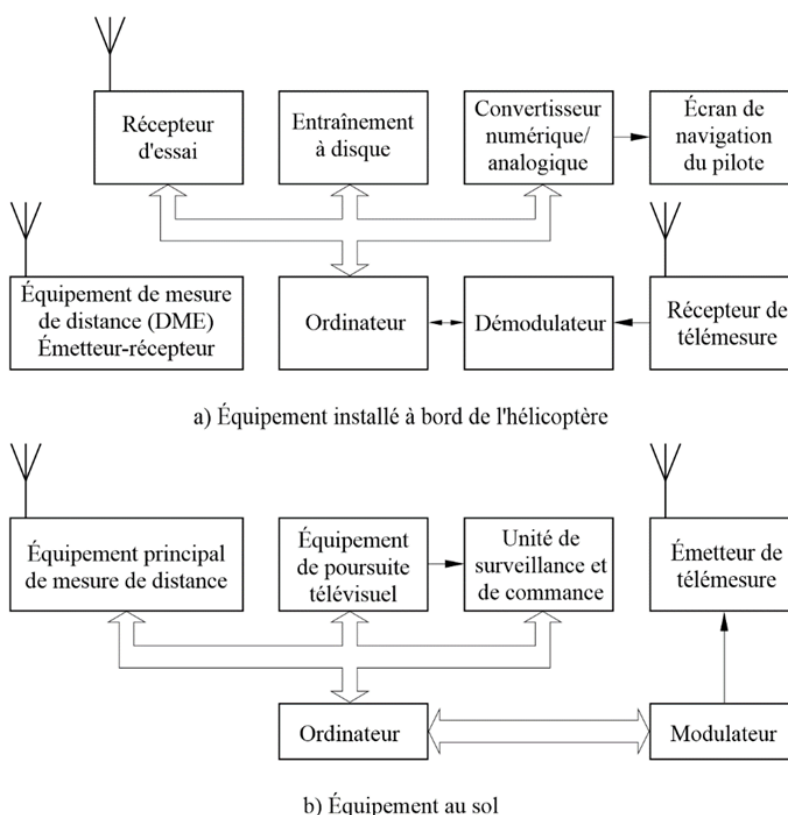 Récepteur
d'essai
Entraînement
à disque
Convertisseur
numérique/
analogique
Écran de
navigation
du pilote
Équipement de mesure
de distance (DME)
Émetteur-récepteur
Ordinateur
Démodulateur
Récepteur de
télémesure
a) Équipement installé à bord de l'hélicoptère
Équipement principal
de mesure de distance
Équipement
de poursuite
télévisuel
Unité de
surveillance et
de commance
Émetteur de
télémesure
Ordinateur
Modulateur
b) Équipement au sol